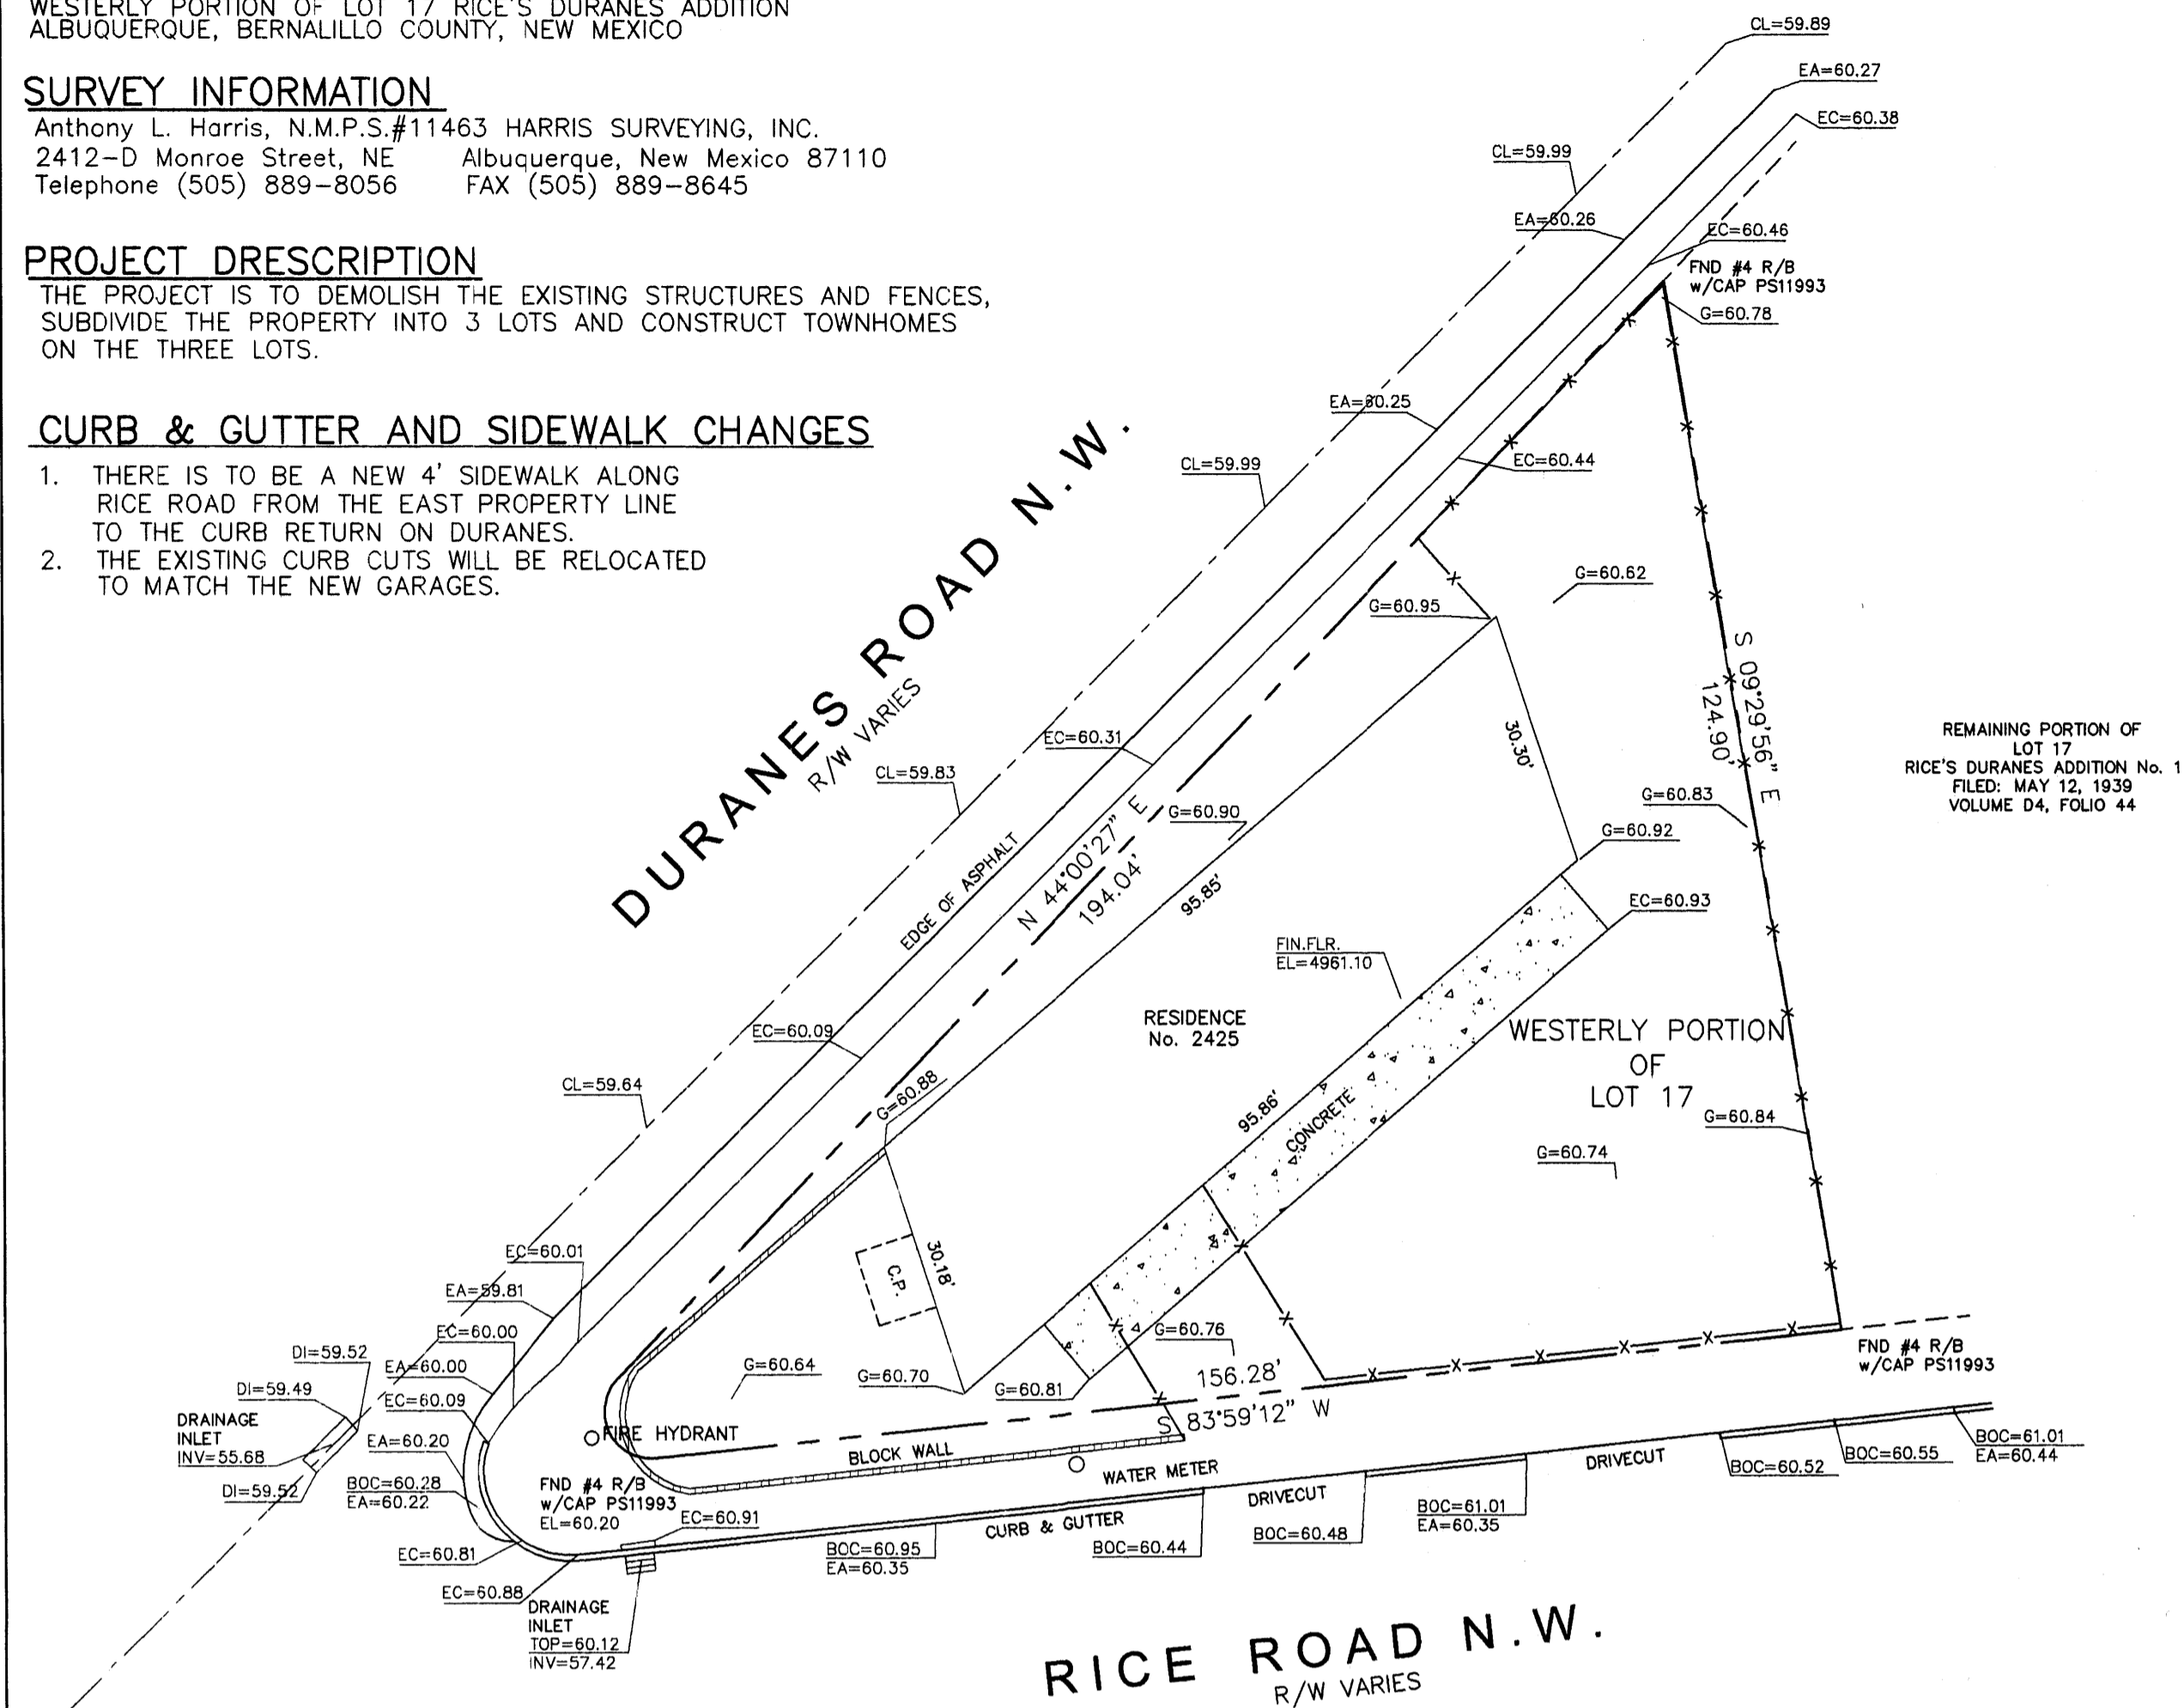 WESTERLY PORTION OF LOT 17 RICE'S DURANES ADDITION
ALBUQUERQUE, BERNALILLO COUNTY, NEW MEXICO
SURVEY INFORMATION
Anthony L. Harris, N.M.P.S.#11463 HARRIS SURVEYING, INC.
2412-D Monroe Street, NE Albuquerque, New Mexico 87110
Telephone (505) 889-8056 FAX (505) 889-8645
PROJECT DRESCRIPTION
THE PROJECT IS TO DEMOLISH THE EXISTING STRUCTURES AND FENCES,
SUBDIVIDE THE PROPERTY INTO 3 LOTS AND CONSTRUCT TOWNHOMES
ON THE THREE LOTS.
CURB & GUTTER AND SIDEWALK CHANGES
1. THERE IS TO BE A NEW 4' SIDEWALK ALONG
RICE ROAD FROM THE EAST PROPERTY LINE
TO THE CURB RETURN ON DURANES.
2. THE EXISTING CURB CUTS WILL BE RELOCATED
TO MATCH THE NEW GARAGES.
CL=59.89
EA=60.27
EC=60.38
CL=59.99
EA=60.26
EC=60.46
FND #4 R/B
w/CAP PS11993
G=60.78
EA=60.25
CL=59.99
EC=60.44
DURANES ROAD N.W.
R/W VARIES
G=60.62
G=60.95
S 09°29'56" E
124.90'
30.30'
REMAINING PORTION OF
LOT 17
RICE'S DURANES ADDITION No. 1
FILED: MAY 12, 1939
VOLUME D4, FOLIO 44
EC=60.31
CL=59.83
G=60.90
G=60.83
G=60.92
EDGE OF ASPHALT
N 44°00'27" E
194.04'
95.85'
EC=60.93
FIN.FLR.
EL=4961.10
RESIDENCE
No. 2425
WESTERLY PORTION
OF
LOT 17
EC=60.09
CL=59.64
G=60.88
95.86'
CONCRETE
G=60.84
G=60.74
EC=60.01
30.18'
C.P.
EA=59.81
EC=60.00
DI=59.52
EA=60.00
DI=59.49
EC=60.09
DRAINAGE
INLET
INV=55.68
DI=59.52
EA=60.20
BOC=60.28
EA=60.22
G=60.64
G=60.70
G=60.81
G=60.76
156.28'
S 83°59'12" W
FND #4 R/B
w/CAP PS11993
FIRE HYDRANT
BLOCK WALL
WATER METER
FND #4 R/B
w/CAP PS11993
EL=60.20
EC=60.91
CURB & GUTTER
DRIVECUT
DRIVECUT
BOC=61.01
EA=60.44
BOC=60.55
BOC=60.52
BOC=61.01
EA=60.35
BOC=60.48
BOC=60.44
BOC=60.95
EA=60.35
EC=60.81
EC=60.88
DRAINAGE
INLET
TOP=60.12
INV=57.42
RICE ROAD N.W.
R/W VARIES